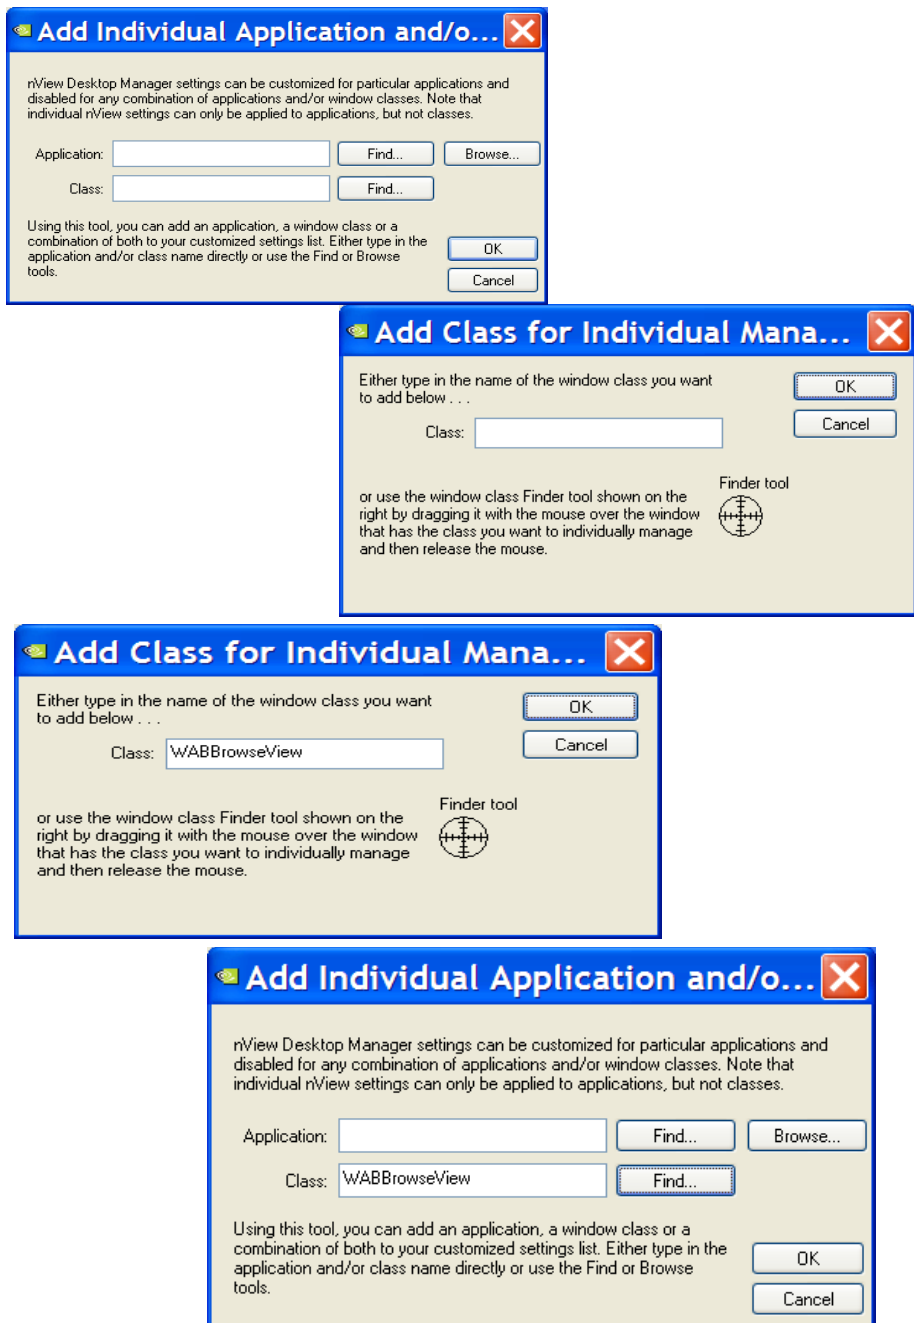 Add Individual Application and/o...
nView Desktop Manager settings can be customized for particular applications and
disabled for any combination of applications and/or window classes. Note that
individual nView settings can only be applied to applications, but not classes.
Application: Find... Browse...
Class: Find...
Using this tool, you can add an application, a window class or a
combination of both to your customized settings list. Either type in the
application and/or class name directly or use the Find or Browse
tools.
OK
Cancel
Add Class for Individual Mana...
Either type in the name of the window class you want
to add below . . .
OK
Cancel
Class:
Finder tool
or use the window class Finder tool shown on the
right by dragging it with the mouse over the window
that has the class you want to individually manage
and then release the mouse.
Add Class for Individual Mana...
Either type in the name of the window class you want
to add below . . .
OK
Cancel
Class: WABBrowseView
Finder tool
or use the window class Finder tool shown on the
right by dragging it with the mouse over the window
that has the class you want to individually manage
and then release the mouse.
Add Individual Application and/o...
nView Desktop Manager settings can be customized for particular applications and
disabled for any combination of applications and/or window classes. Note that
individual nView settings can only be applied to applications, but not classes.
Application: Find... Browse...
Class: WABBrowseView Find...
Using this tool, you can add an application, a window class or a
combination of both to your customized settings list. Either type in the
application and/or class name directly or use the Find or Browse
tools.
OK
Cancel